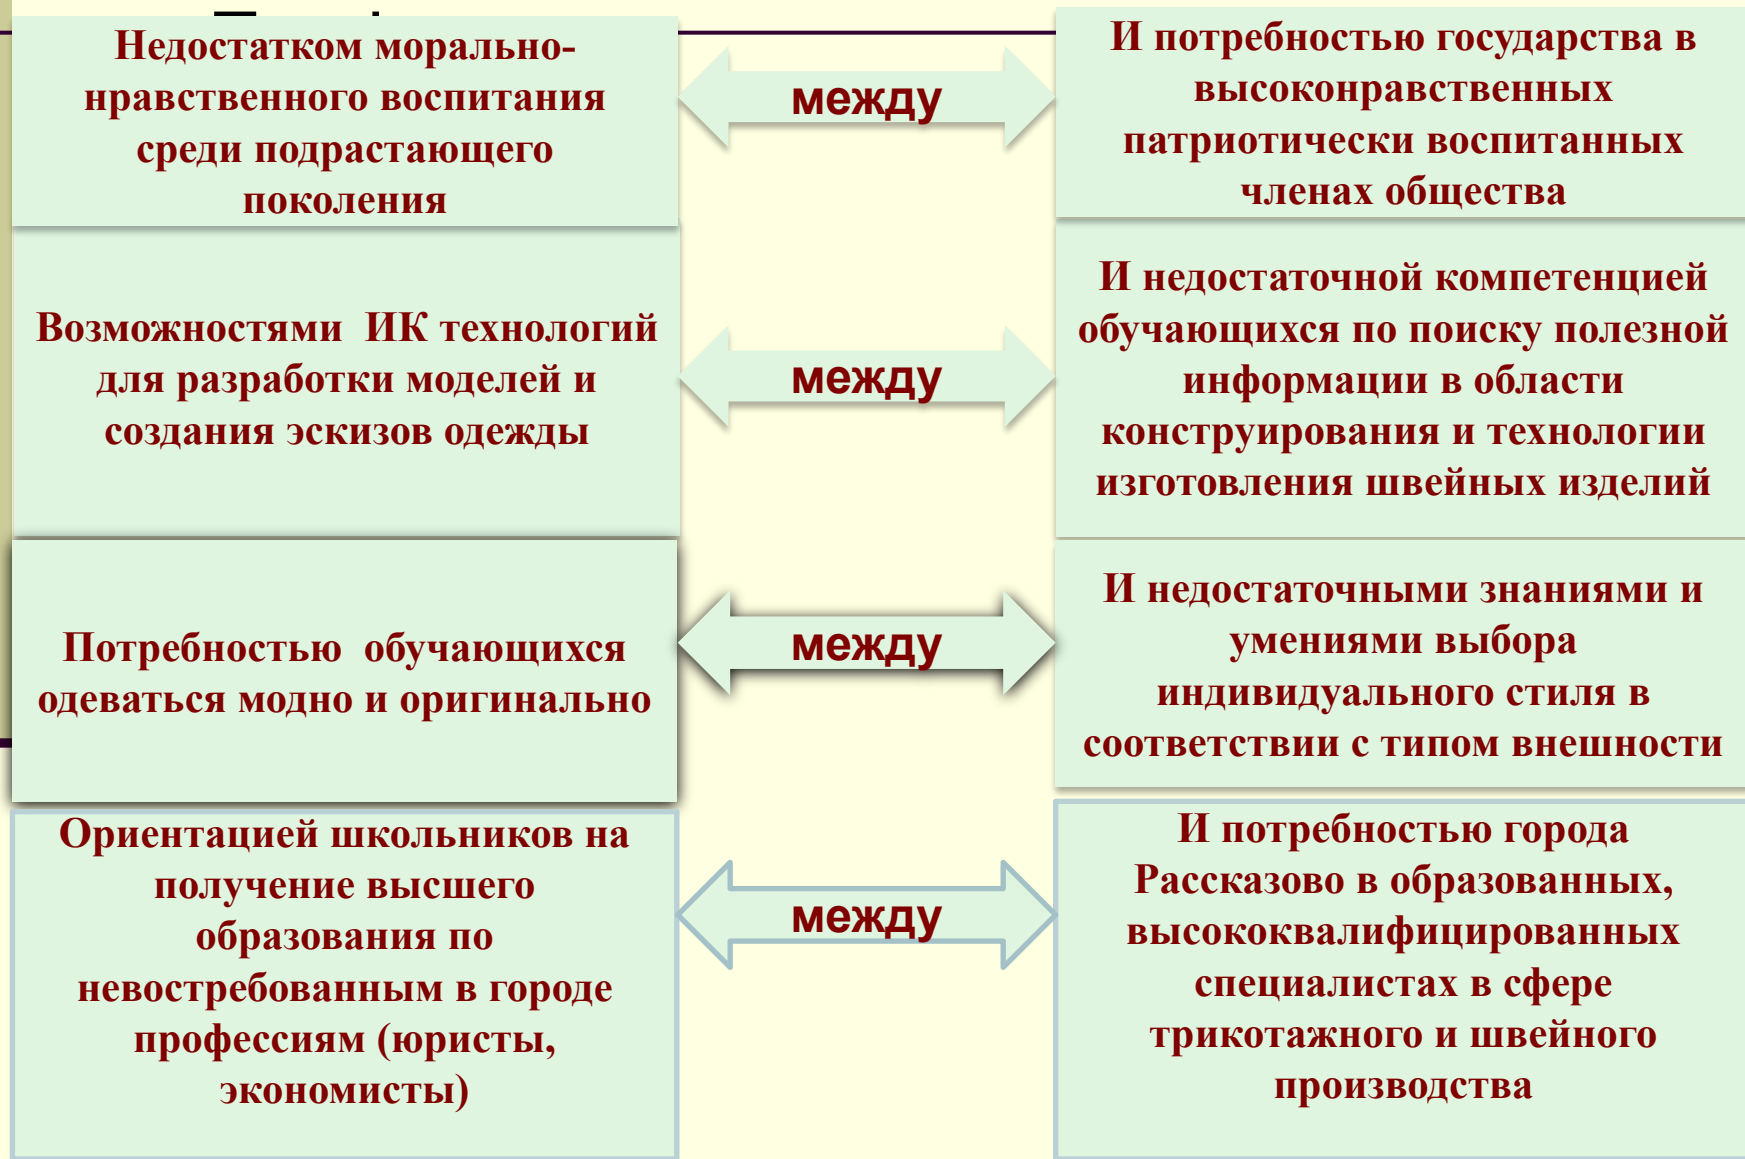 Недостатком морально-
нравственного воспитания
среди подрастающего
поколения
между
И потребностью государства в
высоконравственных
патриотически воспитанных
членах общества
Возможностями ИК технологий
для разработки моделей и
создания эскизов одежды
между
И недостаточной компетенцией
обучающихся по поиску полезной
информации в области
конструирования и технологии
изготовления швейных изделий
Потребностью обучающихся
одеваться модно и оригинально
между
И недостаточными знаниями и
умениями выбора
индивидуального стиля в
соответствии с типом внешности
Ориентацией школьников на
получение высшего
образования по
невостребованным в городе
профессиям (юристы,
экономисты)
между
И потребностью города
Рассказово в образованных,
высококвалифицированных
специалистах в сфере
трикотажного и швейного
производства